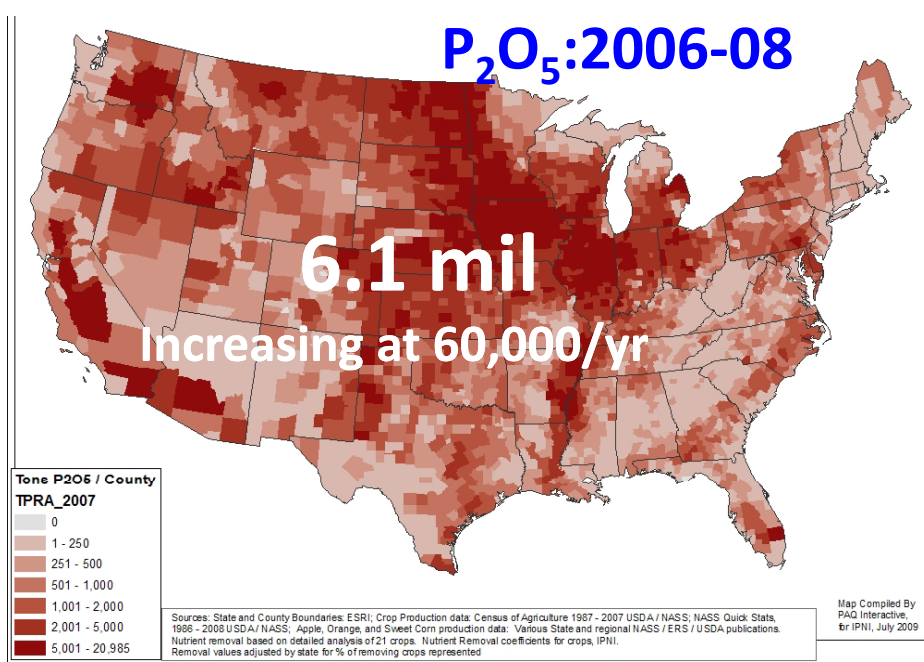 P₂O₅:2006-08
6.1 mil
Increasing at 60,000/yr
Tons P2O5 / County
TPRA_2007
0
1 - 250
251 - 500
501 - 1,000
1,001 - 2,000
2,001 - 5,000
5,001 - 20,985
Sources: State and County Boundaries: ESRI; Crop Production data: Census of Agriculture 1987 - 2007 USDA / NASS; NASS Quick Stats,
1986 - 2008 USDA / NASS; Apple, Orange, and Sweet Corn production data: Various State and regional NASS / ERS / USDA publications.
Nutrient removal based on detailed analysis of 21 crops. Nutrient Removal coefficients for crops, IPNI.
Removal values adjusted by state for % of removing crops represented
Map Compiled By
PAQ Interactive,
for IPNI, July 2009